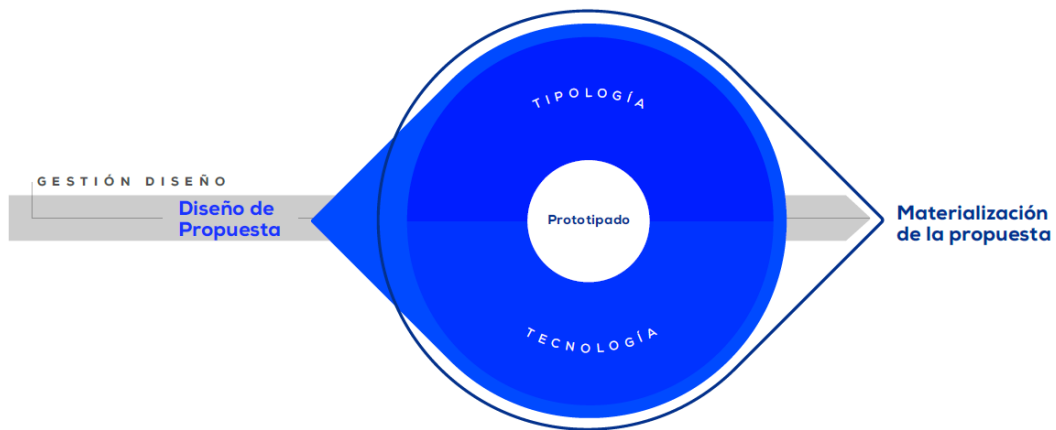 TIPOLOGÍA
GESTIÓN DISEÑO
Diseño de
Propuesta
Prototipado
Materialización
de la propuesta
TECNOLOGÍA